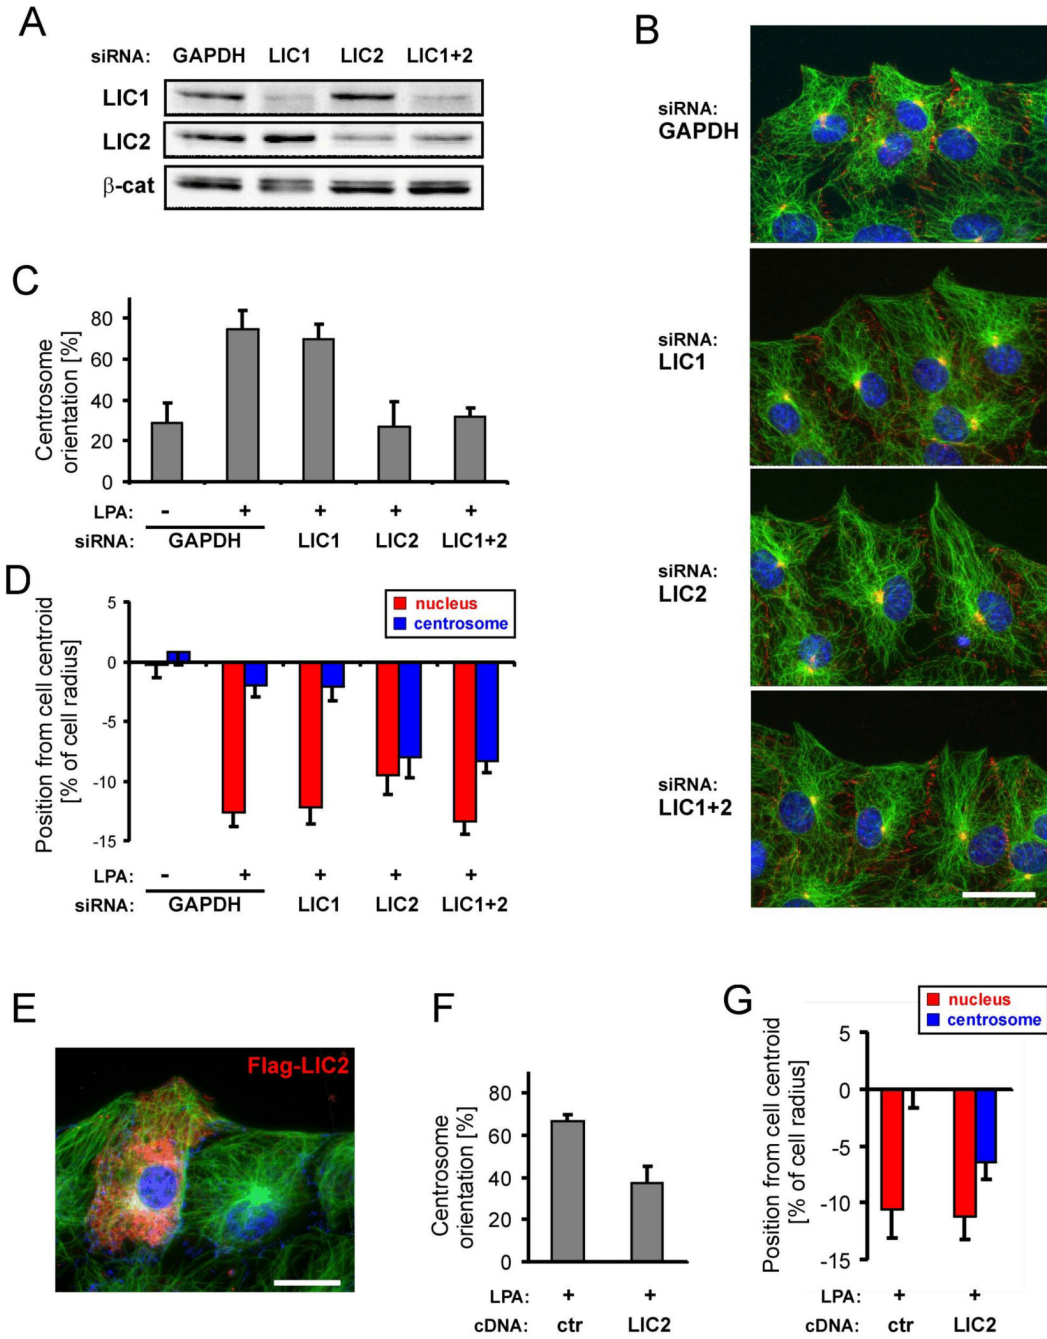 A
siRNA: GAPDH LIC1 LIC2 LIC1+2
LIC1
LIC2
β-cat
B
siRNA:
GAPDH
siRNA:
LIC1
siRNA:
LIC2
siRNA:
LIC1+2
C
Centrosome
orientation [%]
80
60
40
20
0
LPA: - + + + +
siRNA: GAPDH LIC1 LIC2 LIC1+2
D
Position from cell centroid
[% of cell radius]
5
0
-5
-10
-15
nucleus
centrosome
LPA: - + + + +
siRNA: GAPDH LIC1 LIC2 LIC1+2
E
Flag-LIC2
F
Centrosome
orientation [%]
80
60
40
20
0
LPA: + +
cDNA: ctr LIC2
G
nucleus
centrosome
Position from cell centroid
[% of cell radius]
5
0
-5
-10
-15
LPA: + +
cDNA: ctr LIC2